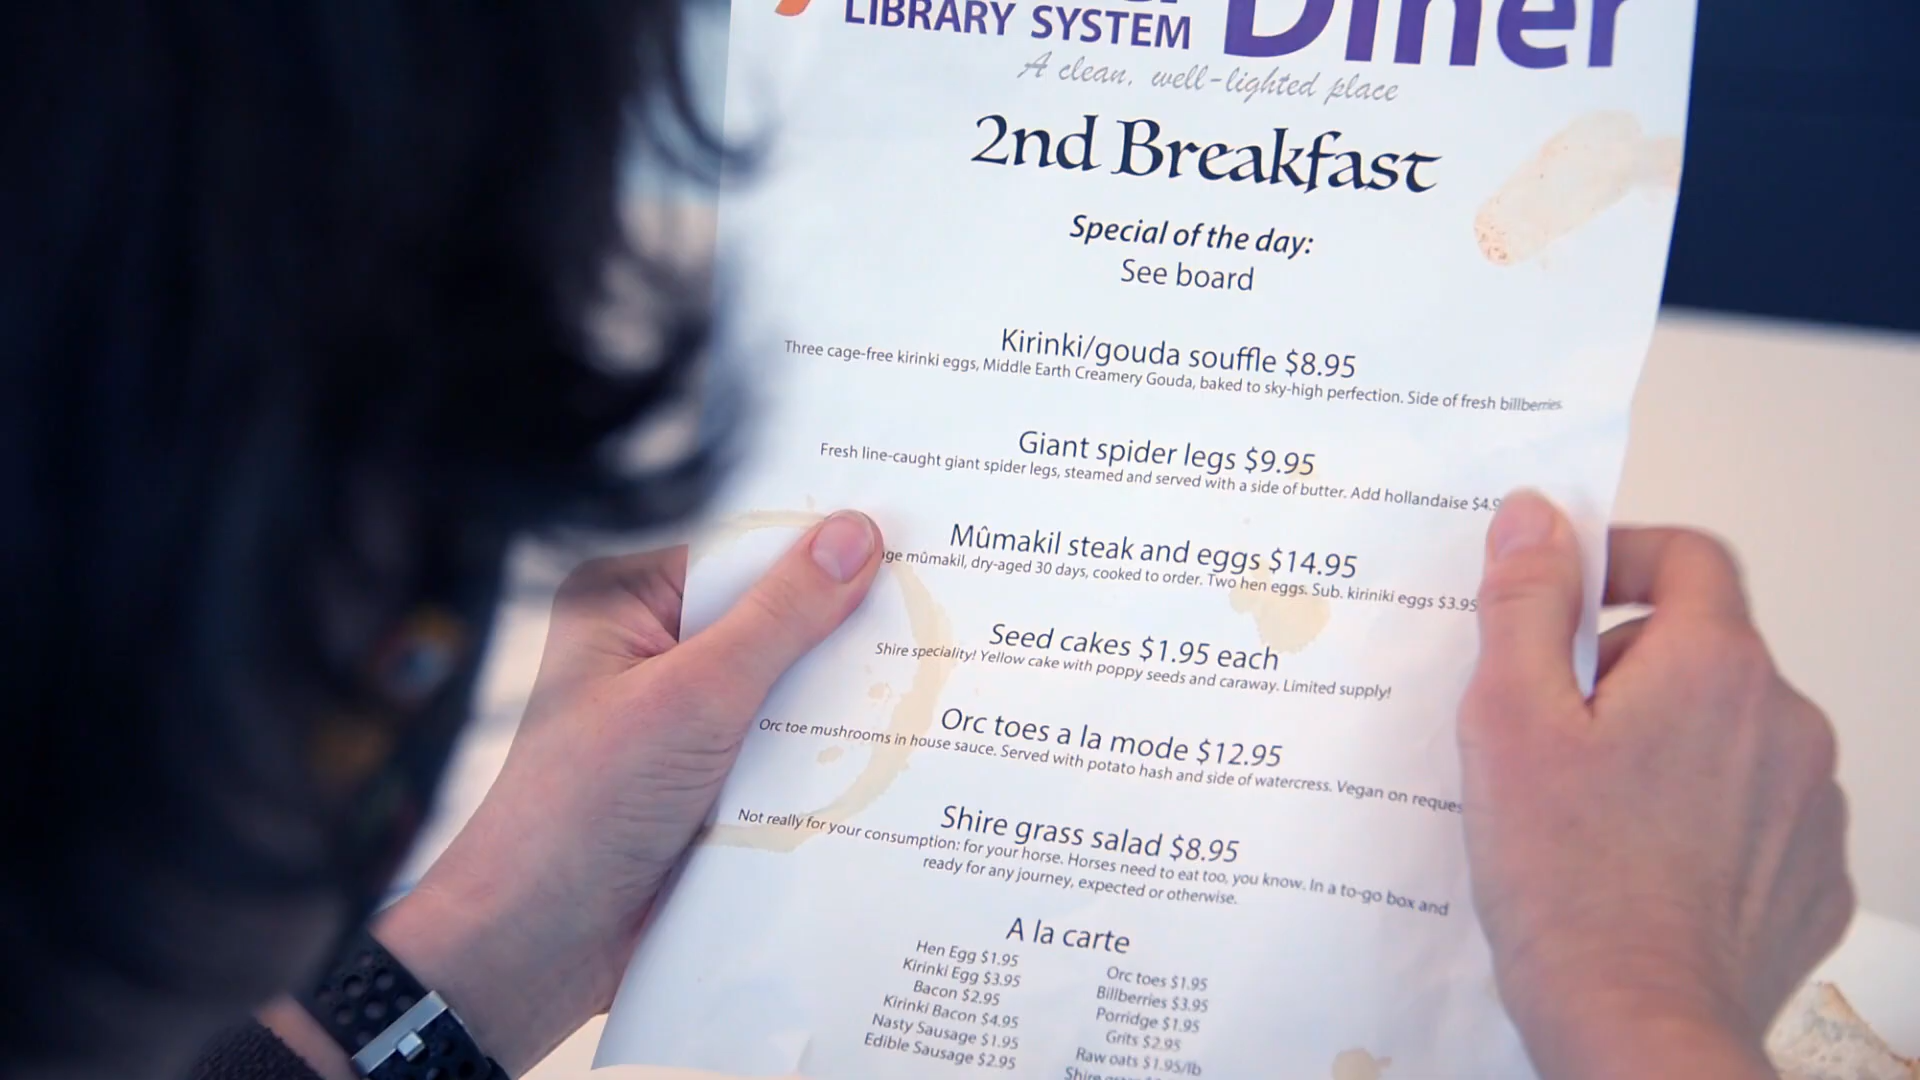 LIBRARY SYSTEM Diner
A clean, well-lighted place
2nd Breakfast
Special of the day:
See board
Kirinki/gouda souffle $8.95
Three cage-free kirinki eggs, Middle Earth Creamery Gouda, baked to sky-high perfection. Side of fresh billberries.
Giant spider legs $9.95
Fresh line-caught giant spider legs, steamed and served with a side of butter. Add hollandaise
Mûmakil steak and eggs $14.95
mûmakil, dry-aged 30 days, cooked to order. Two hen eggs. Sub. kiriniki eggs $3.95
Seed cakes $1.95 each
Shire speciality! Yellow cake with poppy seeds and caraway. Limited supply!
Orc toes a la mode $12.95
Orc toe mushrooms in house sauce. Served with potato hash and side of watercress. Vegan on
Shire grass salad $8.95
Not really for your consumption: for your horse. Horses need to eat too, you know. In a to-go box and
ready for any journey, expected or otherwise.
A la carte
Hen Egg $1.95
Kirinki Egg $3.95
Bacon $2.95
Kirinki Bacon $4.95
Nasty Sausage $1.95
Edible Sausage $2.95
Orc toes $1.95
Billberries $3.95
Porridge $1.95
Grits $2.95
Raw oats $1.95/lb
Shire